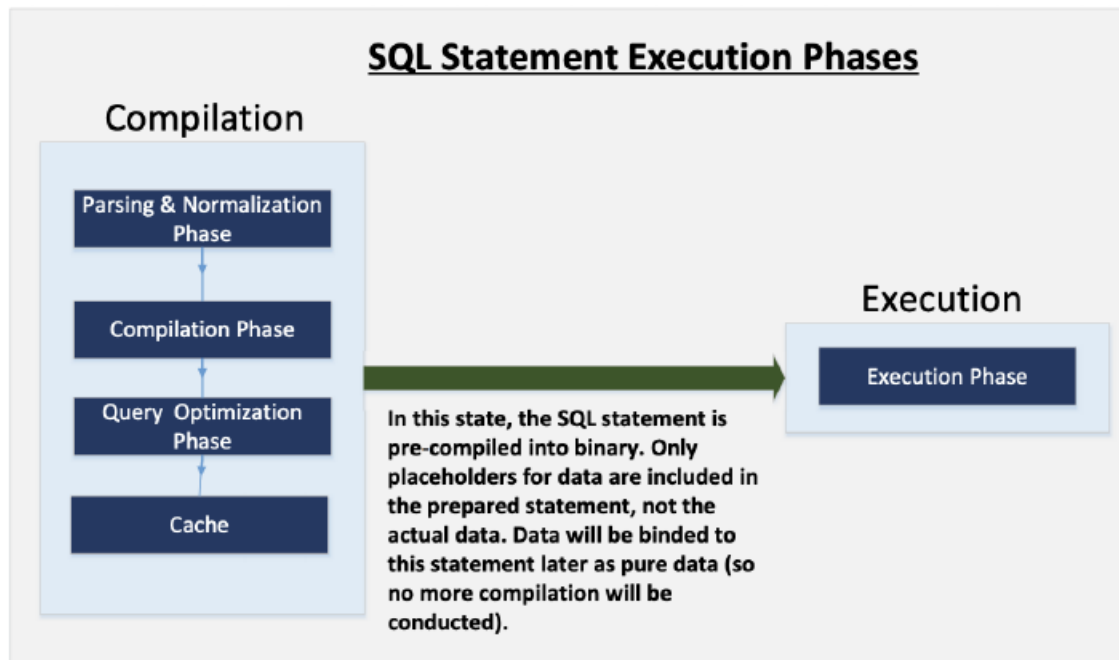 SQL Statement Execution Phases
Compilation
Parsing & Normalization
Phase
Compilation Phase
Query Optimization
Phase
Cache
In this state, the SQL statement is
pre-compiled into binary. Only
placeholders for data are included in
the prepared statement, not the
actual data. Data will be binded to
this statement later as pure data (so
no more compilation will be
conducted).
Execution
Execution Phase